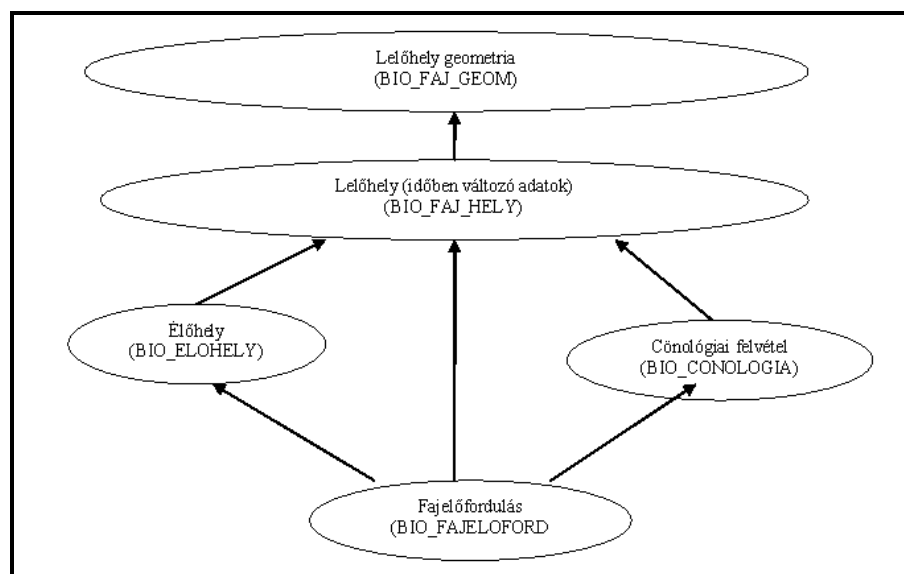 Lelőhely geometria
(BIO_FAJ_GEOM)
Lelőhely (időben változó adatok)
(BIO_FAJ_HELY)
Élőhely
(BIO_ELOHELY)
Cönológiai felvétel
(BIO_CONOLOGIA)
Fajelőfordulás
(BIO_FAJELOFORD